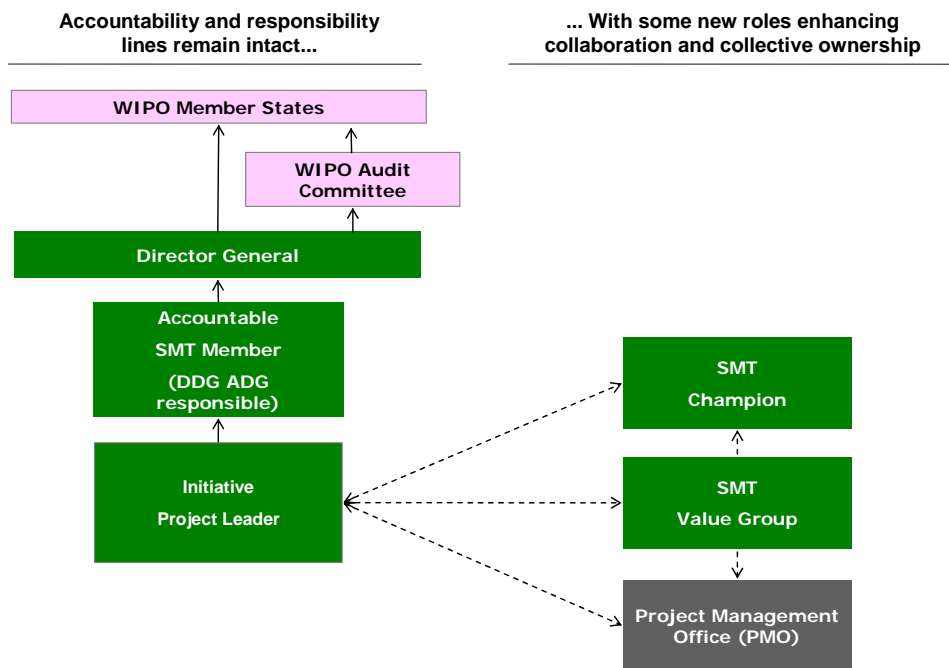 Accountability and responsibility
lines remain intact...
... With some new roles enhancing
collaboration and collective ownership
WIPO Member States
WIPO Audit
Committee
Director General
Accountable
SMT Member
(DDG ADG
responsible)
Initiative
Project Leader
SMT
Champion
SMT
Value Group
Project Management
Office (PMO)